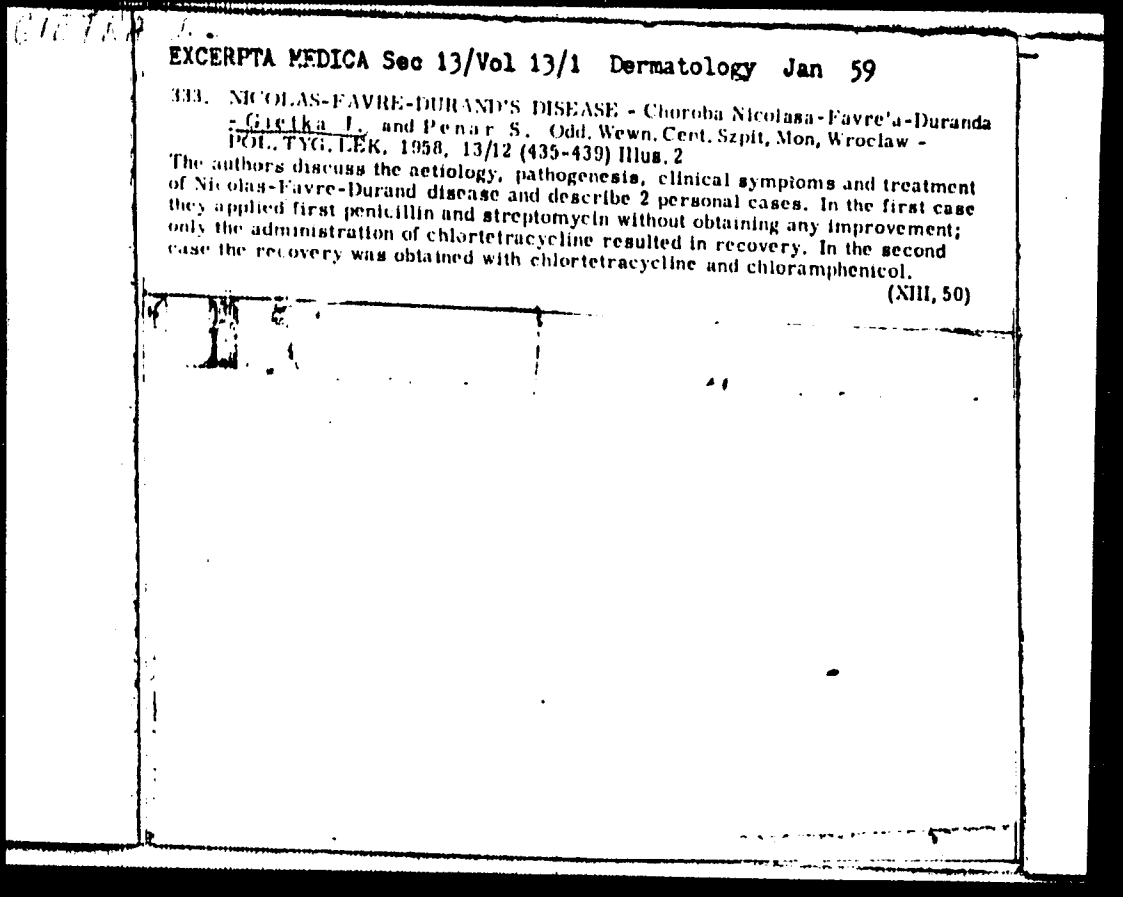 GIETKA J.
EXCERPTA MEDICA Sec 13/Vol 13/1 Dermatology Jan 59
333. NICOLAS-FAVRE-DURAND'S DISEASE - Choroba Nicolasa-Favre'a-Duranda
- Gietka J. and Penar S. Odd. Wewn. Cent. Szpit. Mon, Wroclaw -
POL. TYG. LEK. 1958, 13/12 (435-439) Illus. 2
The authors discuss the aetiology, pathogenesis, clinical symptoms and treatment
of Nicolas-Favre-Durand disease and describe 2 personal cases. In the first case
they applied first penicillin and streptomycin without obtaining any improvement;
only the administration of chlortetracycline resulted in recovery. In the second
case the recovery was obtained with chlortetracycline and chloramphenicol.
(XIII, 50)